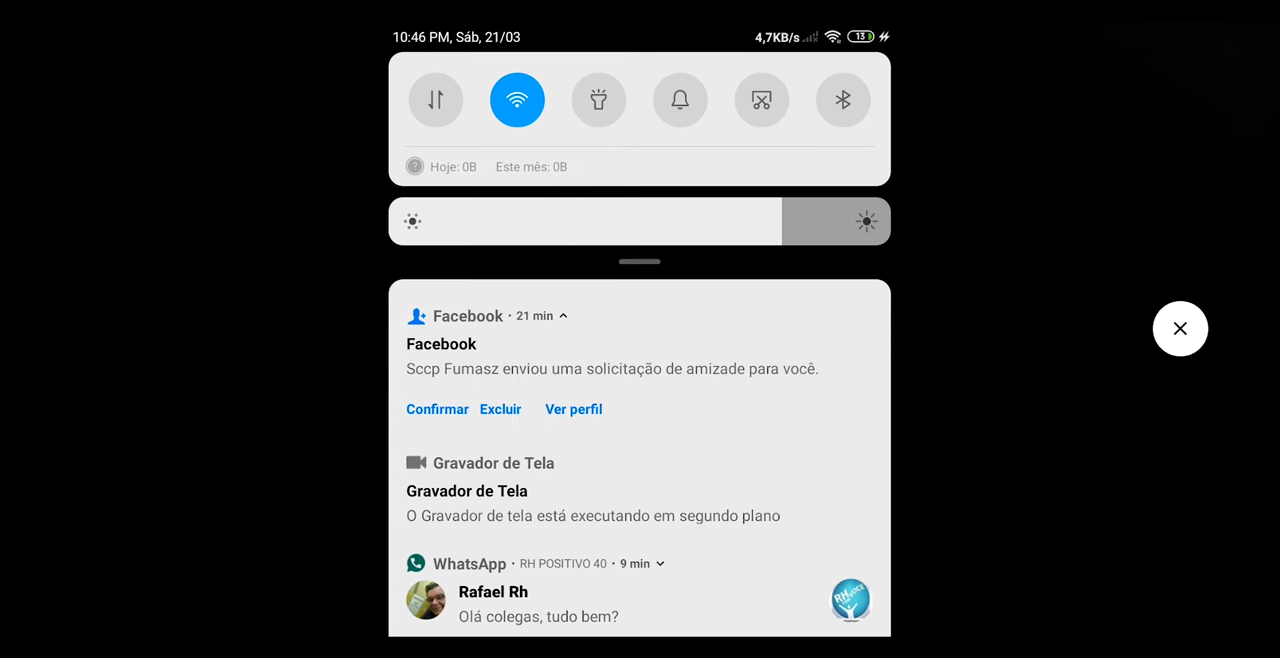 10:46 PM, Sáb, 21/03 4,7KB/s 13
Hoje: 0B Este mês: 0B
Facebook · 21 min
Facebook
Sccp Fumasz enviou uma solicitação de amizade para você.
Confirmar Excluir Ver perfil
Gravador de Tela
Gravador de Tela
O Gravador de tela está executando em segundo plano
WhatsApp · RH POSITIVO 40 · 9 min
Rafael Rh
Olá colegas, tudo bem?
RH VOCE